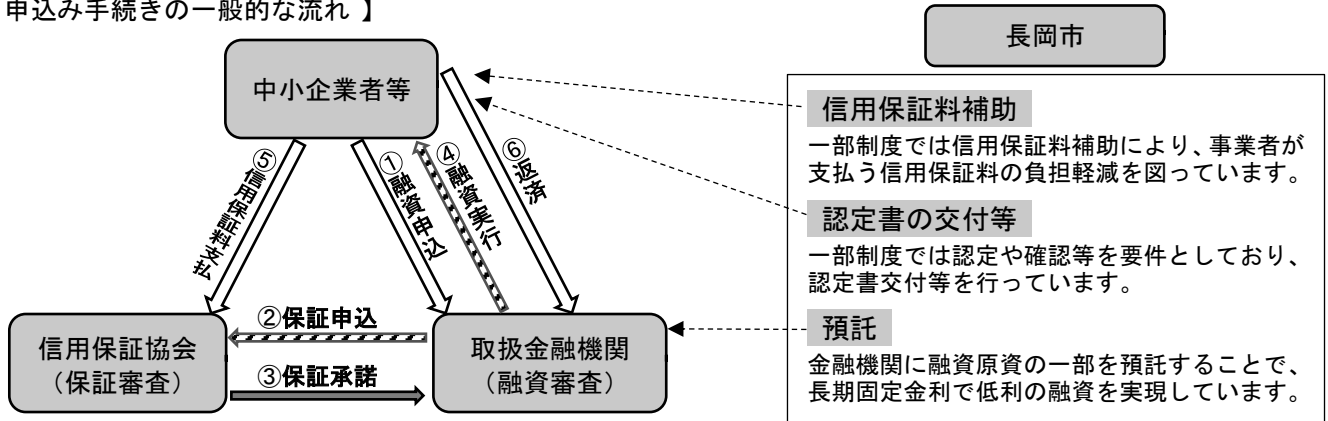 申込み手続きの一般的な流れ 】
長岡市
中小企業者等
信用保証料補助
一部制度では信用保証料補助により、事業者が
支払う信用保証料の負担軽減を図っています。
認定書の交付等
一部制度では認定や確認等を要件としており、
認定書交付等を行っています。
預託
金融機関に融資原資の一部を預託することで、
長期固定金利で低利の融資を実現しています。
⑤信用保証料支払
①融資申込
④融資実行
⑥返済
②保証申込
③保証承諾
信用保証協会
（保証審査）
取扱金融機関
（融資審査）